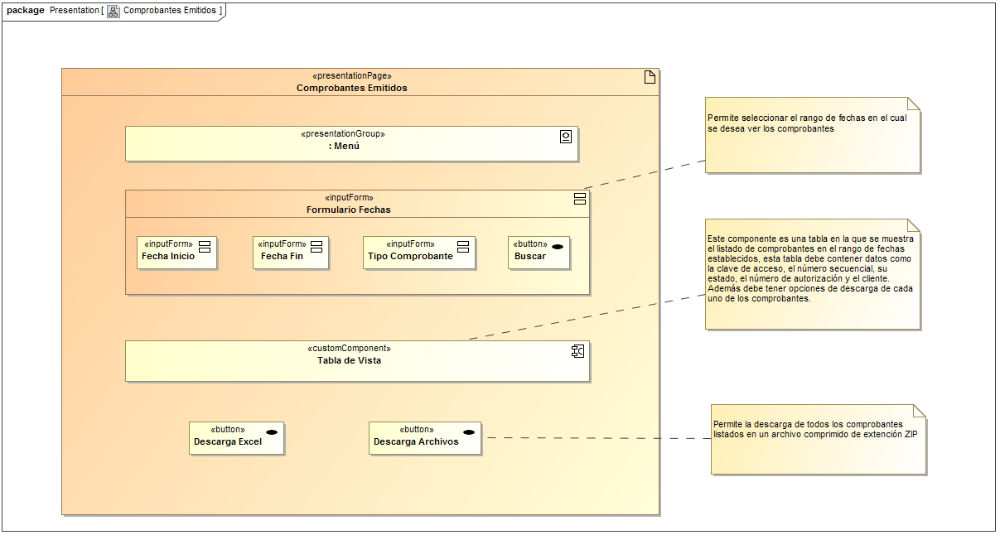 package Presentation [ Comprobantes Emitidos ]
«presentationPage»
Comprobantes Emitidos
«presentationGroup»
: Menú
«inputForm»
Formulario Fechas
«inputForm»
Fecha Inicio
«inputForm»
Fecha Fin
«inputForm»
Tipo Comprobante
«button»
Buscar
«customComponent»
Tabla de Vista
«button»
Descarga Excel
«button»
Descarga Archivos
Permite seleccionar el rango de fechas en el cual
se desea ver los comprobantes
Este componente es una tabla en la que se muestra
el listado de comprobantes en el rango de fechas
establecidos, esta tabla debe contener datos como
la clave de acceso, el número secuencial, su
estado, el número de autorización y el cliente.
Además debe tener opciones de descarga de cada
uno de los comprobantes.
Permite la descarga de todos los comprobantes
listados en un archivo comprimido de extención ZIP